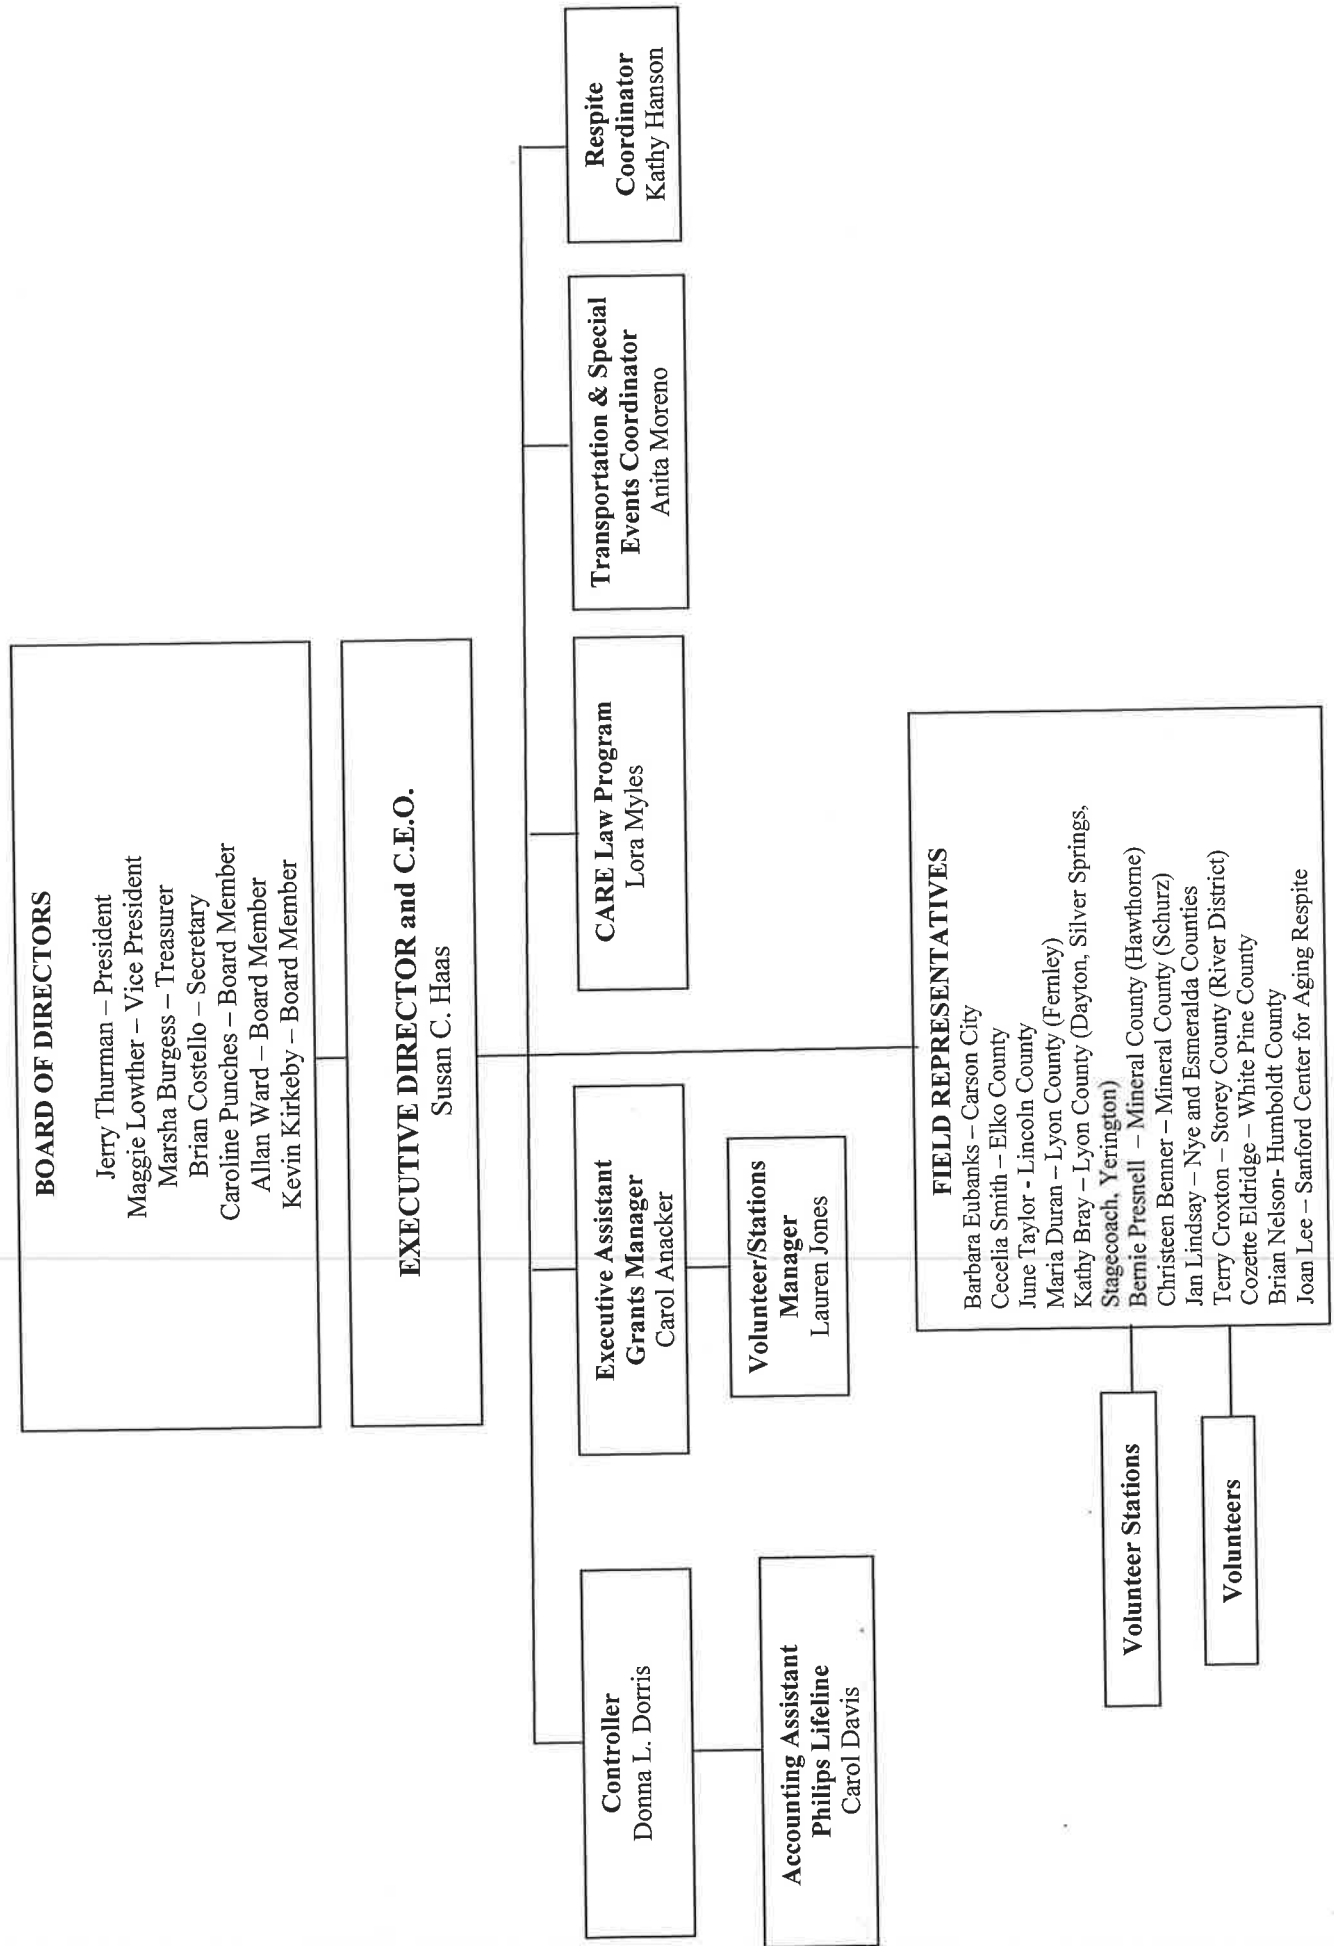 BOARD OF DIRECTORS
Jerry Thurman – President
Maggie Lowther – Vice President
Marsha Burgess – Treasurer
Brian Costello – Secretary
Caroline Punches – Board Member
Allan Ward – Board Member
Kevin Kirkeby – Board Member
EXECUTIVE DIRECTOR and C.E.O.
Susan C. Haas
Controller
Donna L. Dorris
Executive Assistant
Grants Manager
Carol Anacker
CARE Law Program
Lora Myles
Transportation & Special
Events Coordinator
Anita Moreno
Respite
Coordinator
Kathy Hanson
Accounting Assistant
Philips Lifeline
Carol Davis
Volunteer/Stations
Manager
Lauren Jones
FIELD REPRESENTATIVES
Barbara Eubanks – Carson City
Cecelia Smith – Elko County
June Taylor - Lincoln County
Maria Duran – Lyon County (Fernley)
Kathy Bray – Lyon County (Dayton, Silver Springs,
Stagecoach, Yerington)
Bernie Presnell – Mineral County (Hawthorne)
Christeen Benner – Mineral County (Schurz)
Jan Lindsay – Nye and Esmeralda Counties
Terry Croxton – Storey County (River District)
Cozette Eldridge – White Pine County
Brian Nelson- Humboldt County
Joan Lee – Sanford Center for Aging Respite
Volunteer Stations
Volunteers